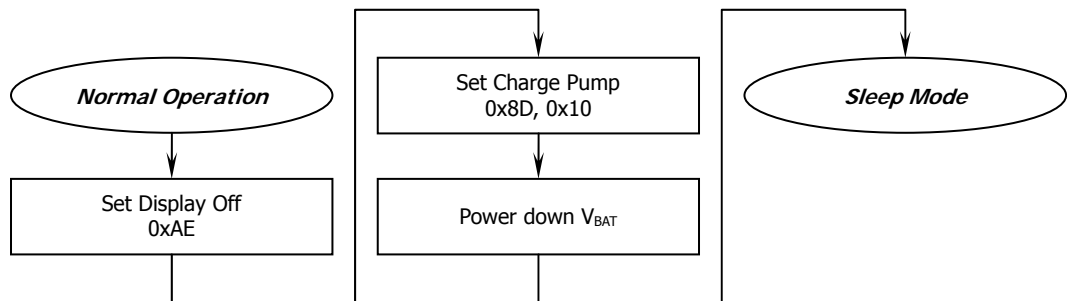 Normal Operation
Set Display Off
0xAE
Set Charge Pump
0x8D, 0x10
Power down VBAT
Sleep Mode